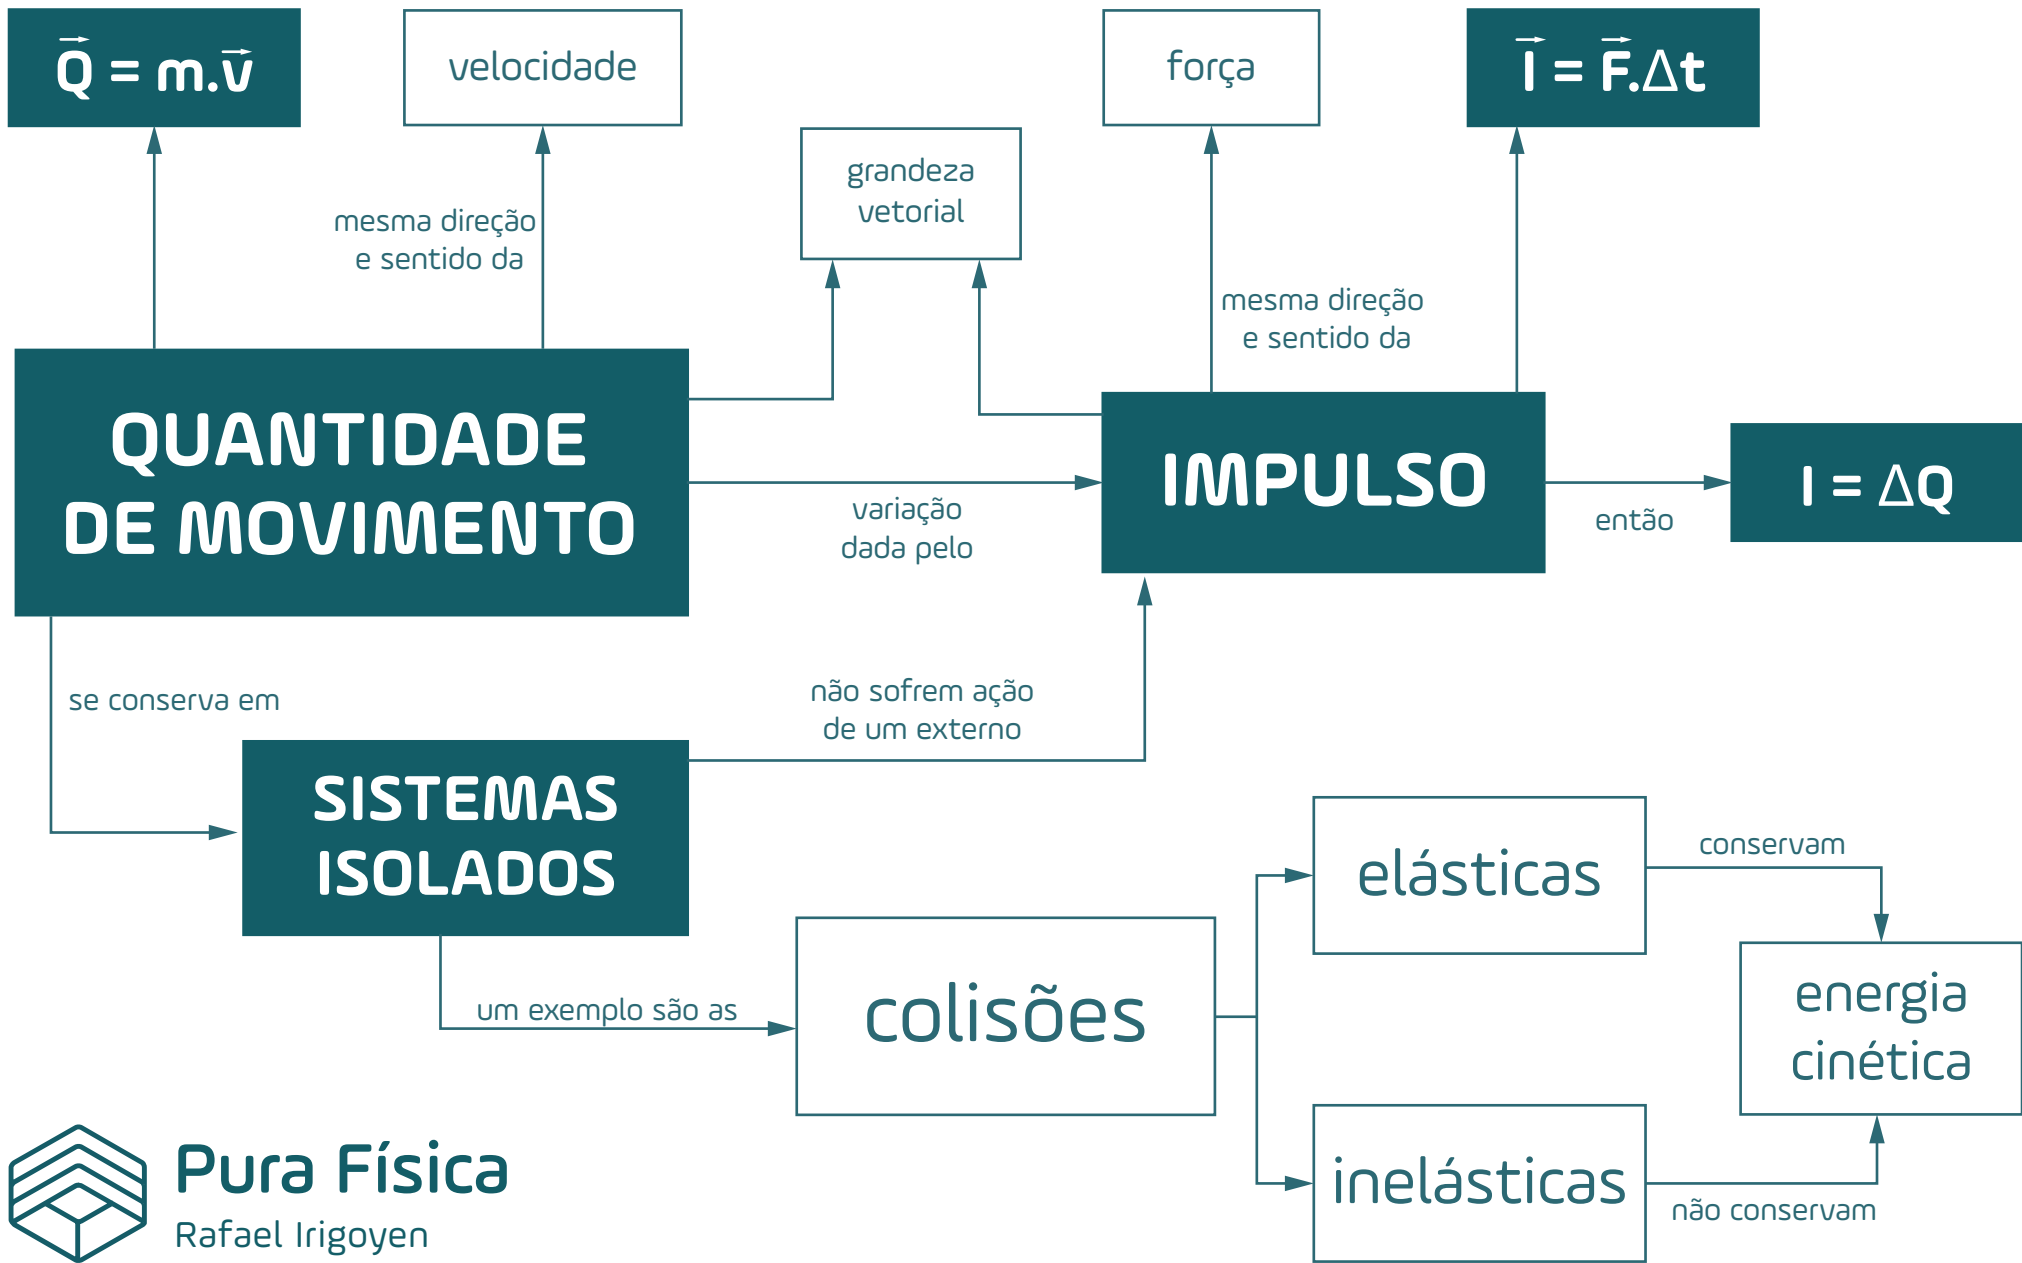 Q = m.v
velocidade
força
I = F.Δt
grandeza
vetorial
mesma direção
e sentido da
mesma direção
e sentido da
QUANTIDADE
DE MOVIMENTO
variação
dada pelo
IMPULSO
então
I = ΔQ
se conserva em
não sofrem ação
de um externo
SISTEMAS
ISOLADOS
um exemplo são as
colisões
elásticas
conservam
energia
cinética
inelásticas
não conservam
Pura Física
Rafael Irigoyen